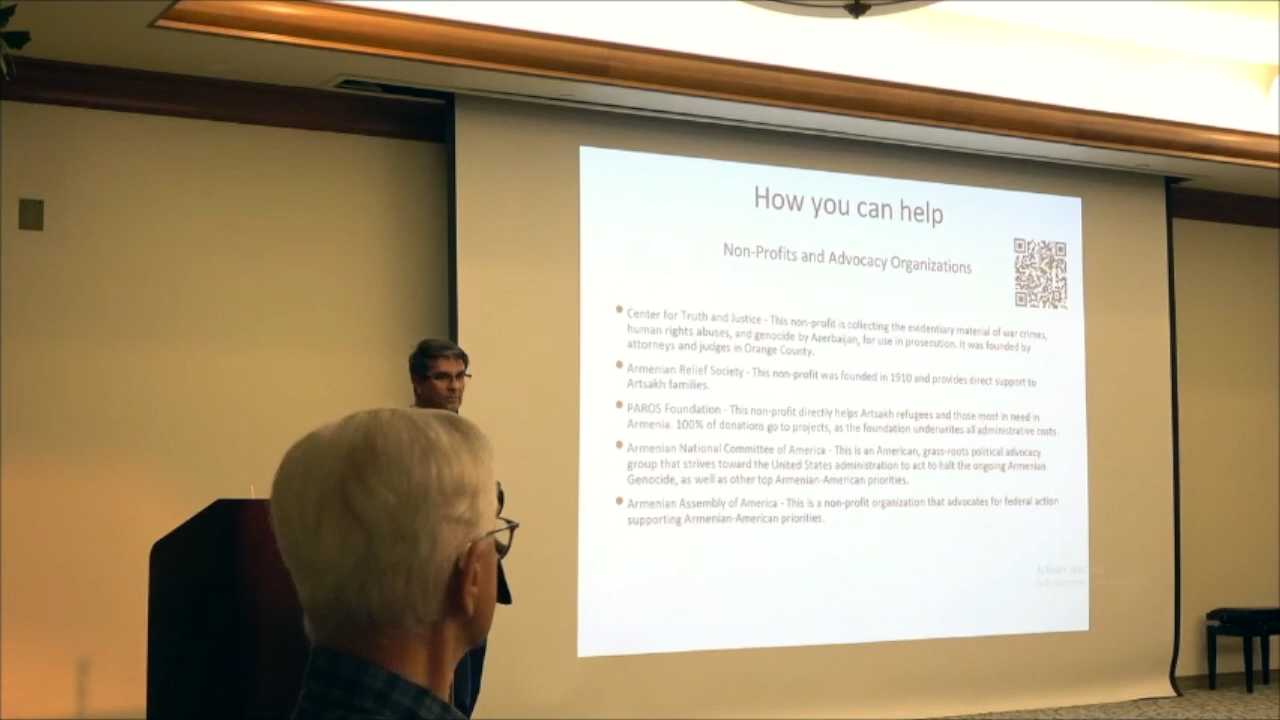 How you can help
Non-Profits and Advocacy Organizations
Center for Truth and Justice - This non-profit is collecting the evidentiary material of war crimes,
human rights abuses, and genocide by Azerbaijan, for use in prosecution. It was founded by
attorneys and judges in Orange County.
Armenian Relief Society - This non-profit was founded in 1910 and provides direct support to
Artsakh families.
PAROS Foundation - This non-profit directly helps Artsakh refugees and those most in need in
Armenia. 100% of donations go to projects, as the foundation underwrites all administrative costs.
Armenian National Committee of America - This is an American, grass-roots political advocacy
group that strives toward the United States administration to act to halt the ongoing Armenian
Genocide, as well as other top Armenian-American priorities.
Armenian Assembly of America - This is a non-profit organization that advocates for federal action
supporting Armenian-American priorities.